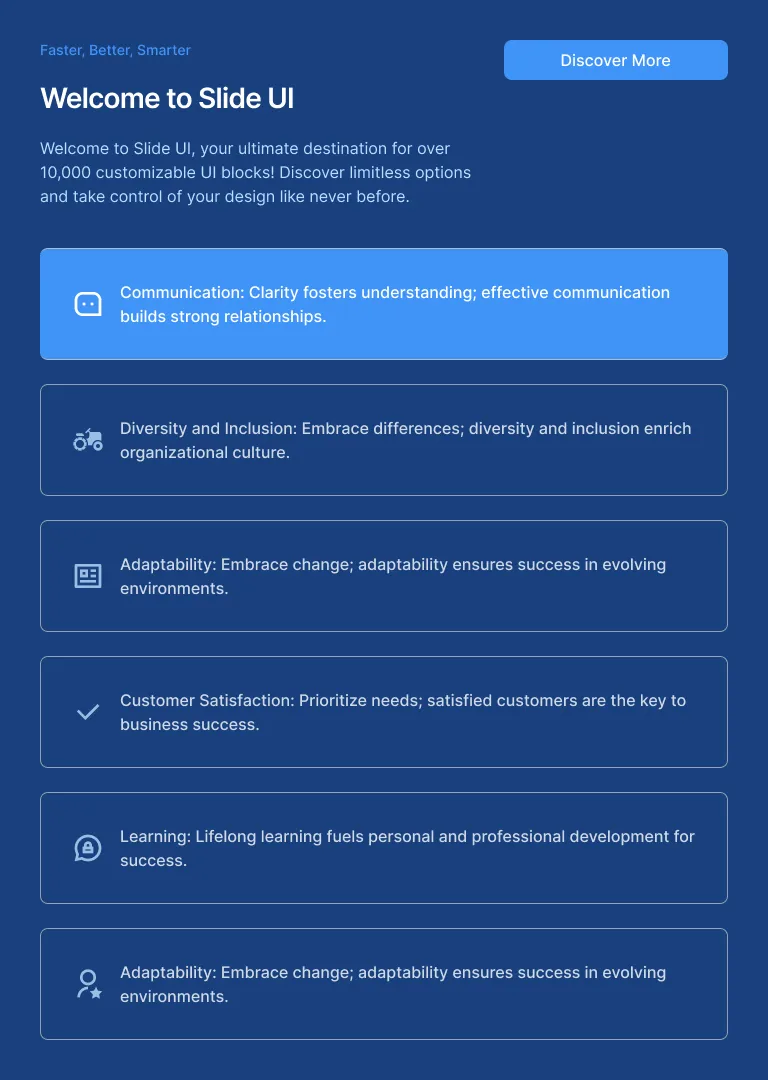 Faster, Better, Smarter
Discover More
Welcome to Slide UI
Welcome to Slide UI, your ultimate destination for over
10,000 customizable UI blocks! Discover limitless options
and take control of your design like never before.
Communication: Clarity fosters understanding; effective communication
builds strong relationships.
Diversity and Inclusion: Embrace differences; diversity and inclusion enrich
organizational culture.
Adaptability: Embrace change; adaptability ensures success in evolving
environments.
Customer Satisfaction: Prioritize needs; satisfied customers are the key to
business success.
Learning: Lifelong learning fuels personal and professional development for
success.
Adaptability: Embrace change; adaptability ensures success in evolving
environments.